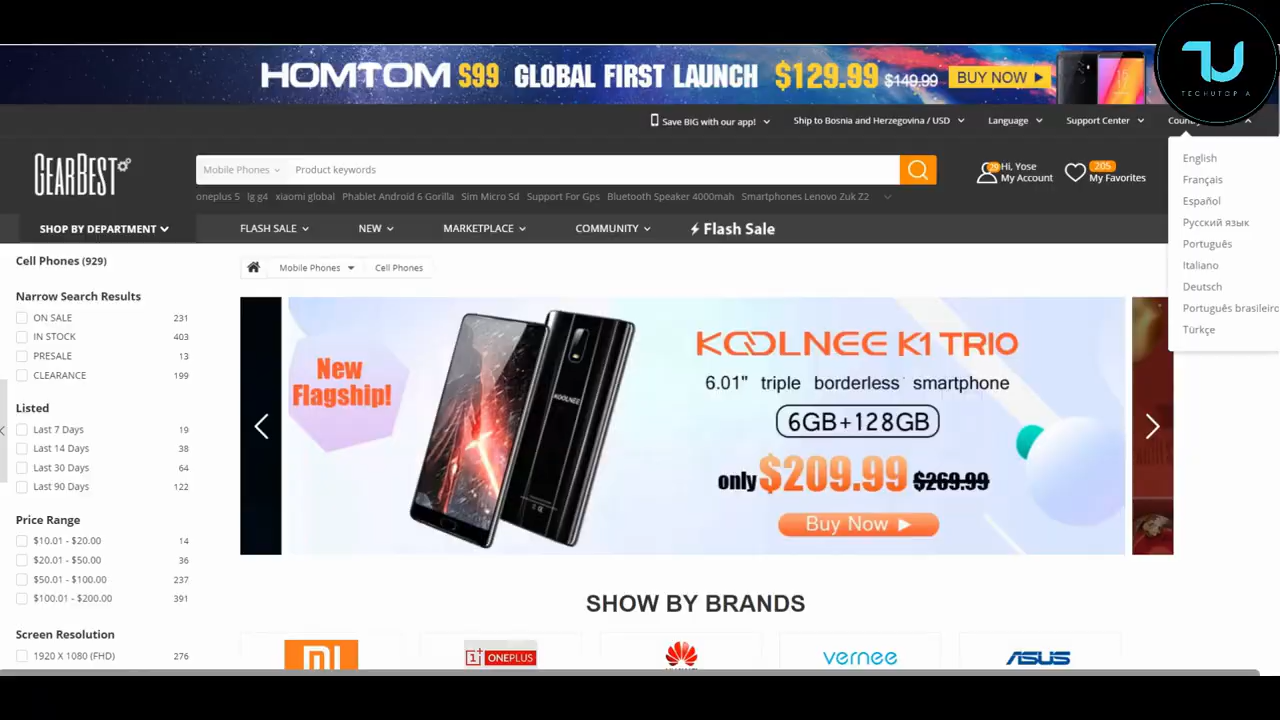 HOMTOM S99 GLOBAL FIRST LAUNCH $129.99 $149.99 BUY NOW
TECHUTOPIA
Save BIG with our app! Ship to Bosnia and Herzegovina / USD Language Support Center
GEARBEST
Mobile Phones Product keywords
Hi, Yose
My Account
205
My Favorites
oneplus 5 lg g4 xiaomi global Phablet Android 6 Gorilla Sim Micro Sd Support For Gps Bluetooth Speaker 4000mah Smartphones Lenovo Zuk Z2
English
Français
Español
Русский язык
Português
Italiano
Deutsch
Português brasileiro
Türkçe
SHOP BY DEPARTMENT FLASH SALE NEW MARKETPLACE COMMUNITY Flash Sale
Cell Phones (929)
Narrow Search Results
ON SALE 231
IN STOCK 403
PRESALE 13
CLEARANCE 199
Listed
Last 7 Days 19
Last 14 Days 38
Last 30 Days 64
Last 90 Days 122
Price Range
$10.01 - $20.00 14
$20.01 - $50.00 36
$50.01 - $100.00 237
$100.01 - $200.00 391
Screen Resolution
1920 X 1080 (FHD) 276
Mobile Phones Cell Phones
New
Flagship!
KOOLNEE
KOOLNEE K1 TRIO
6.01" triple borderless smartphone
6GB+128GB
only $209.99 $269.99
Buy Now
SHOW BY BRANDS
MI
ONEPLUS
vernee
ASUS